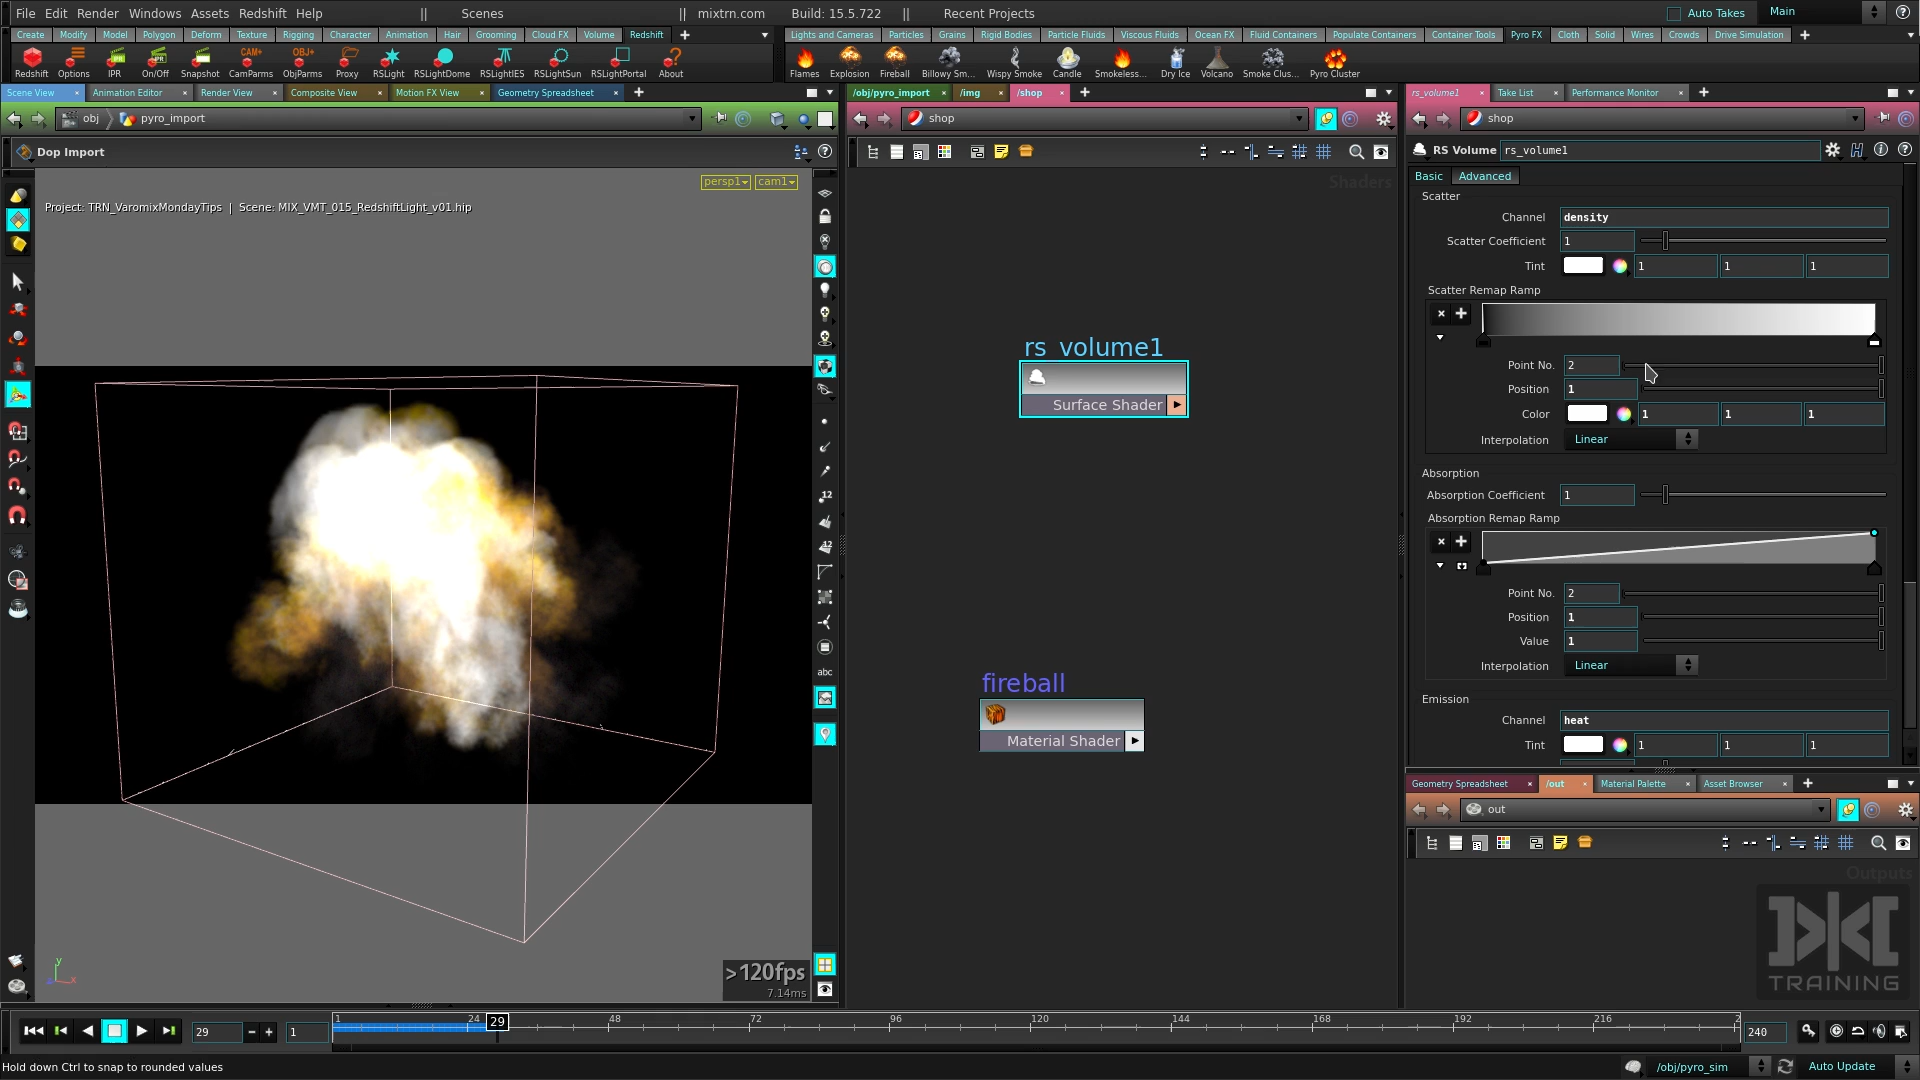 File Edit Render Windows Assets Redshift Help || Scenes || mixtrn.com Build: 15.5.722 || Recent Projects Auto Takes Main
Create Modify Model Polygon Deform Texture Rigging Character Animation Hair Grooming Cloud FX Volume Redshift
Lights and Cameras Particles Grains Rigid Bodies Particle Fluids Viscous Fluids Ocean FX Fluid Containers Populate Containers Container Tools Pyro FX Cloth Solid Wires Crowds Drive Simulation
Redshift Options IPR On/Off Snapshot CamParms ObjParms Proxy RSLight RSLightDome RSLightIES RSLightSun RSLightPortal About
Flames Explosion Fireball Billowy Sm... Wispy Smoke Candle Smokeless... Dry Ice Volcano Smoke Clus... Pyro Cluster
Scene View Animation Editor Render View Composite View Motion FX View Geometry Spreadsheet
/obj/pyro_import /img /shop
rs_volume1 Take List Performance Monitor
obj pyro_import
shop
shop
Dop Import
RS Volume rs_volume1
Basic Advanced
persp1 cam1
Project: TRN_VaromixMondayTips | Scene: MIX_VMT_015_RedshiftLight_v01.hip
Shaders
Scatter
Channel density
Scatter Coefficient 1
Tint 1 1 1
Scatter Remap Ramp
Point No. 2
Position 1
Color 1 1 1
Interpolation Linear
Absorption
Absorption Coefficient 1
Absorption Remap Ramp
Point No. 2
Position 1
Value 1
Interpolation Linear
Emission
Channel heat
Tint 1 1 1
rs_volume1
Surface Shader
fireball
Material Shader
12
12
abc
Geometry Spreadsheet /out Material Palette Asset Browser
out
Outputs
TRAINING
y
x
>120fps
7.14ms
29 1 1 24 29 48 72 96 120 144 168 192 216 2 240
Hold down Ctrl to snap to rounded values
/obj/pyro_sim Auto Update